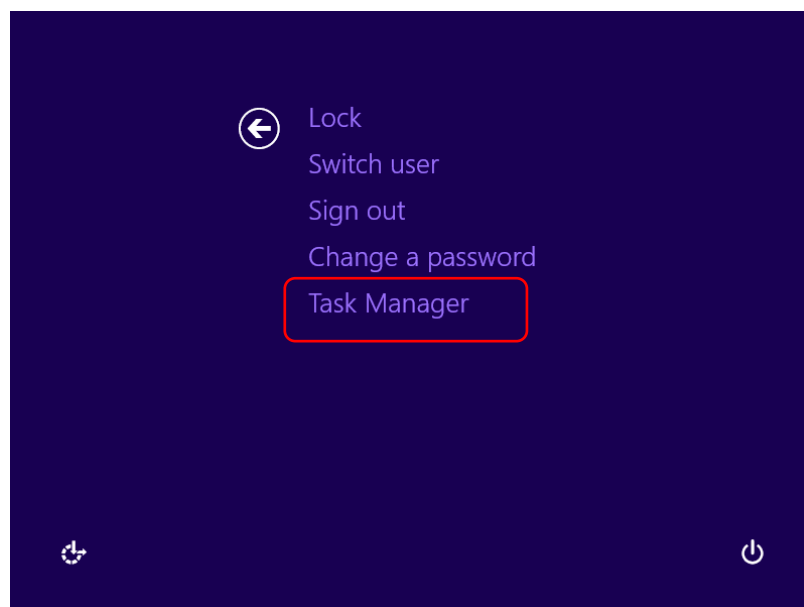 Lock
Switch user
Sign out
Change a password
Task Manager